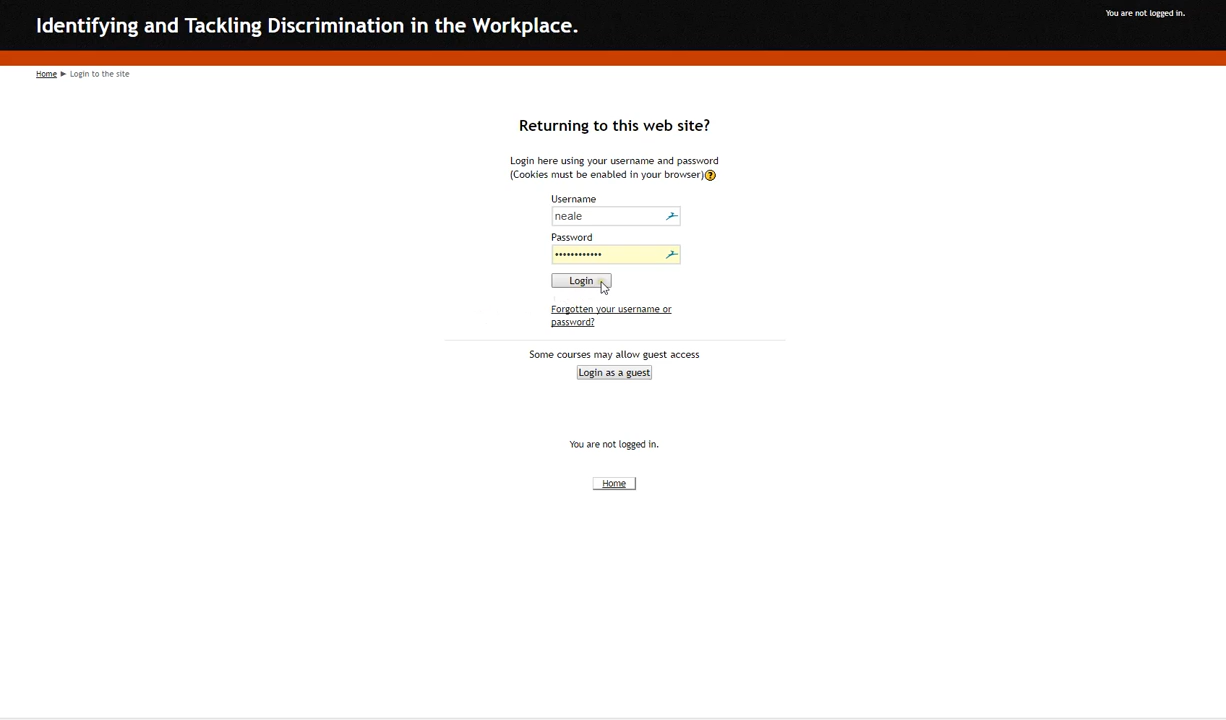 Identifying and Tackling Discrimination in the Workplace.
You are not logged in.
Home ► Login to the site
Returning to this web site?
Login here using your username and password
(Cookies must be enabled in your browser)?
Username
neale
Password
••••••••••••
Login
Forgotten your username or
password?
Some courses may allow guest access
Login as a guest
You are not logged in.
Home